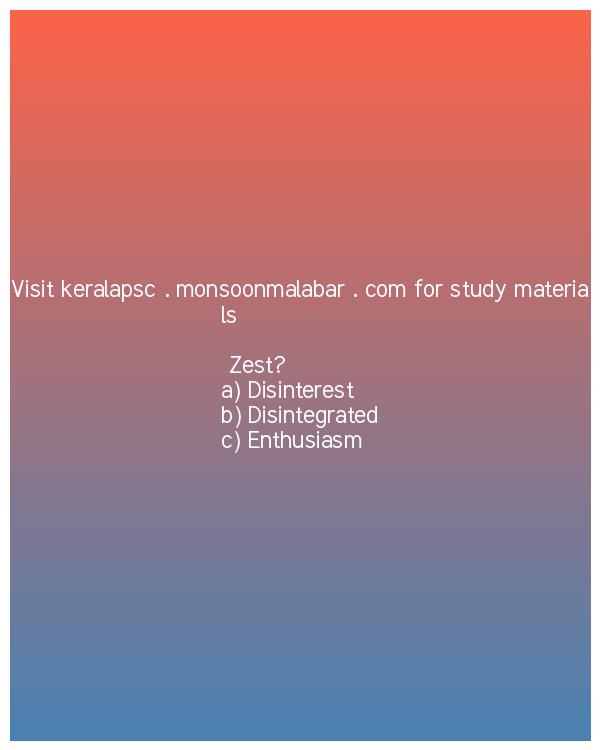 Visit keralapsc . monsoonmalabar . com for study materia
ls
Zest?
a) Disinterest
b) Disintegrated
c) Enthusiasm